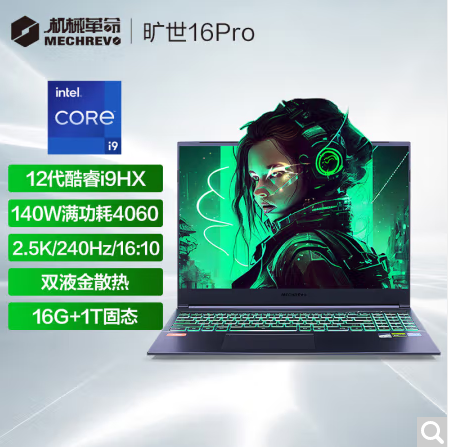 机械革命
MECHREVO
旷世16Pro
intel
CORE
i9
12代酷睿i9HX
140W满功耗4060
2.5K/240Hz/16:10
双液金散热
16G+1T固态